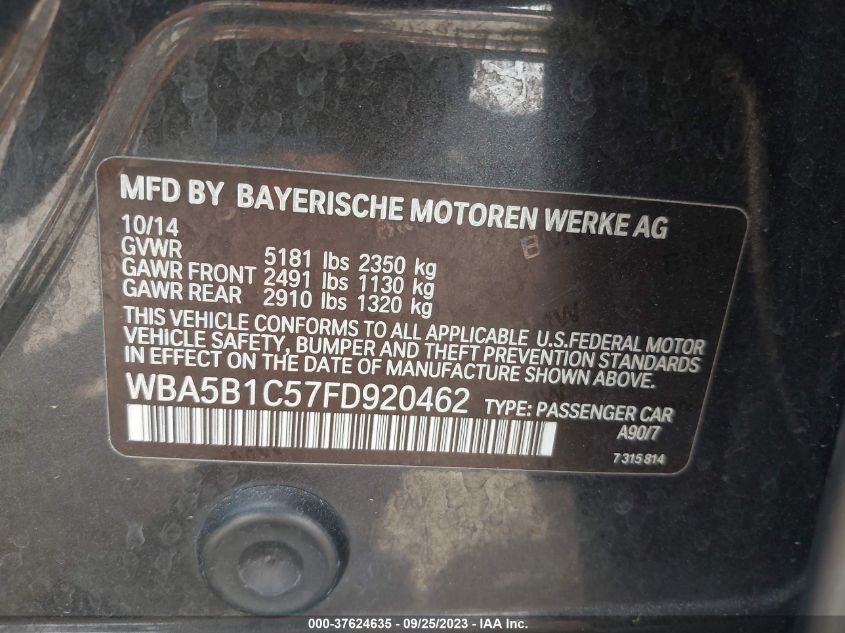 MFD BY BAYERISCHE MOTOREN WERKE AG
10/14
GVWR 5181 lbs 2350 kg
GAWR FRONT 2491 lbs 1130 kg
GAWR REAR 2910 lbs 1320 kg
THIS VEHICLE CONFORMS TO ALL APPLICABLE U.S.FEDERAL MOTOR
VEHICLE SAFETY, BUMPER AND THEFT PREVENTION STANDARDS
IN EFFECT ON THE DATE OF MANUFACTURE SHOWN ABOVE.
WBA5B1C57FD920462 TYPE: PASSENGER CAR
A90/7
7315814
000-37624635 - 09/25/2023 - IAA Inc.